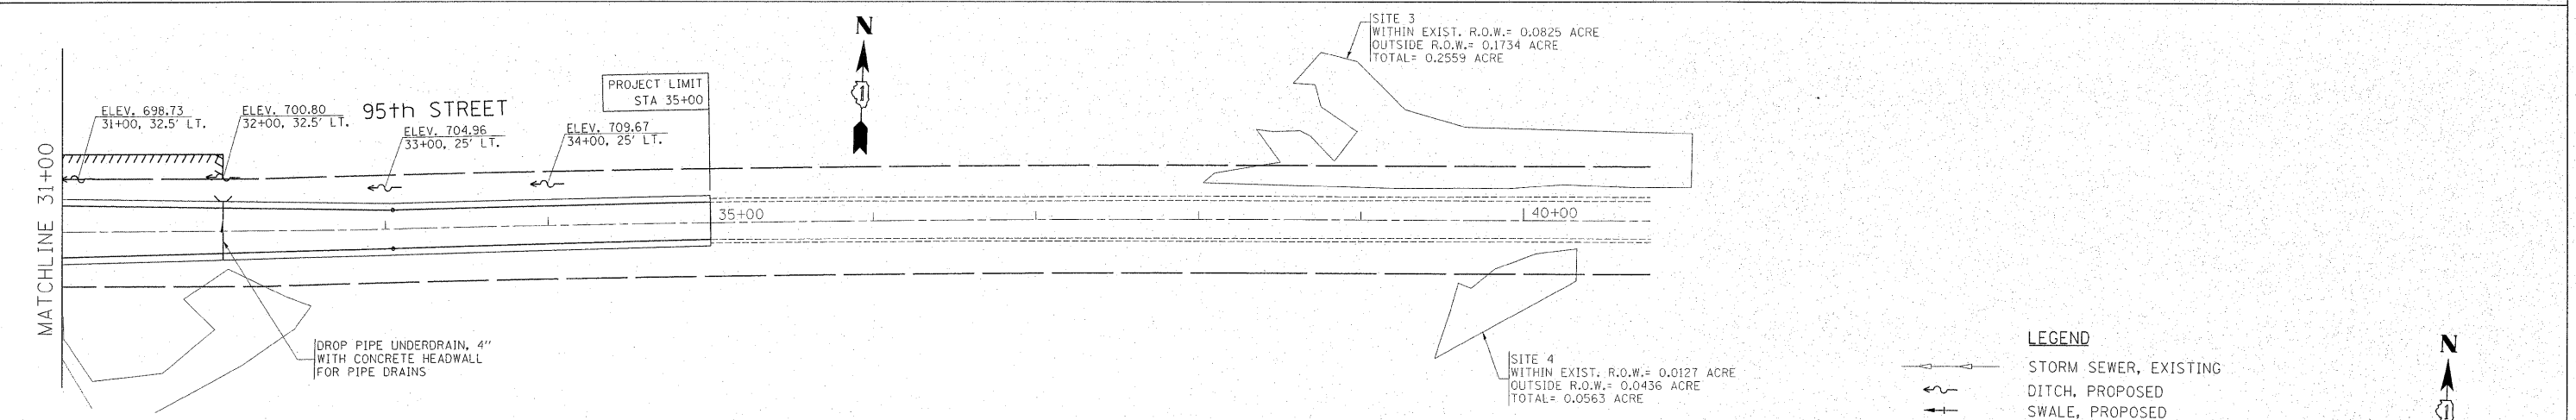 N
SITE 3
WITHIN EXIST. R.O.W.= 0.0825 ACRE
OUTSIDE R.O.W.= 0.1734 ACRE
TOTAL= 0.2559 ACRE
PROJECT LIMIT
STA 35+00
1
ELEV. 698.73
31+00, 32.5' LT.
ELEV. 700.80
32+00, 32.5' LT.
95th STREET
ELEV. 704.96
33+00, 25' LT.
ELEV. 709.67
34+00, 25' LT.
MATCHLINE 31+00
35+00
40+00
DROP PIPE UNDERDRAIN, 4"
WITH CONCRETE HEADWALL
FOR PIPE DRAINS
SITE 4
WITHIN EXIST. R.O.W.= 0.0127 ACRE
OUTSIDE R.O.W.= 0.0436 ACRE
TOTAL= 0.0563 ACRE
LEGEND
STORM SEWER, EXISTING
DITCH, PROPOSED
SWALE, PROPOSED
N
1